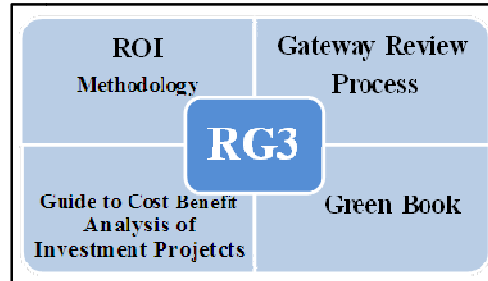 ROI
Methodology
Gateway Review
Process
RG3
Guide to Cost Benefit
Analysis of
Investment Projetcts
Green Book